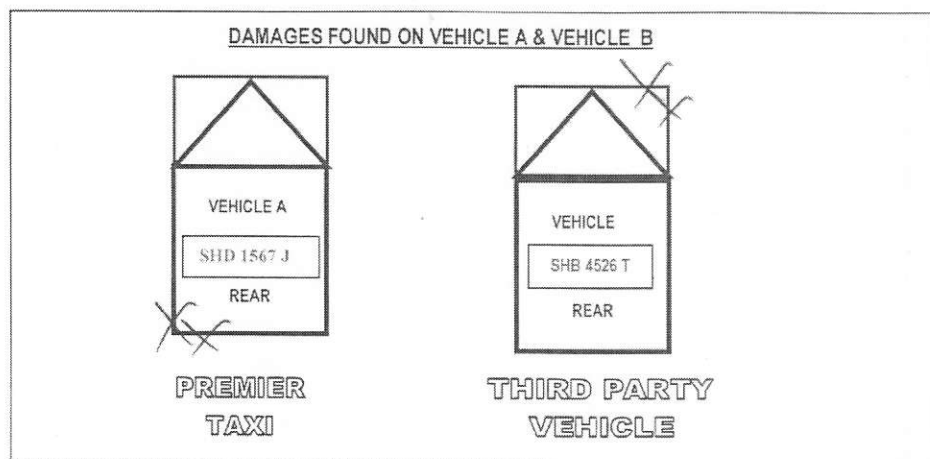 DAMAGES FOUND ON VEHICLE A & VEHICLE B
VEHICLE A
SHD 1567 J
REAR
PREMIER
TAXI
VEHICLE
SHB 4526 T
REAR
THIRD PARTY
VEHICLE